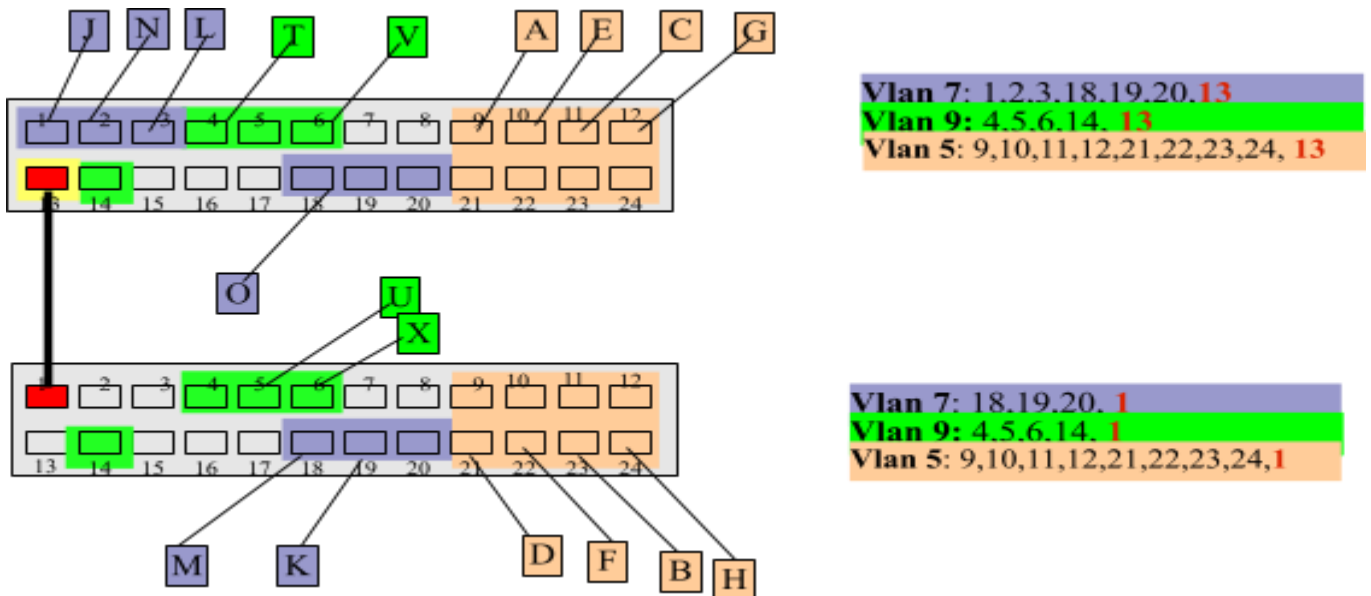 J N L T V A E C G
1 2 3 4 5 6 7 8 9 10 11 12
13 14 15 16 17 18 19 20 21 22 23 24
Vlan 7: 1,2,3,18,19,20,13
Vlan 9: 4,5,6,14, 13
Vlan 5: 9,10,11,12,21,22,23,24, 13
O
U
X
2 3 4 5 6 7 8 9 10 11 12
13 14 15 16 17 18 19 20 21 22 23 24
Vlan 7: 18,19,20, 1
Vlan 9: 4,5,6,14, 1
Vlan 5: 9,10,11,12,21,22,23,24,1
M K D F B H